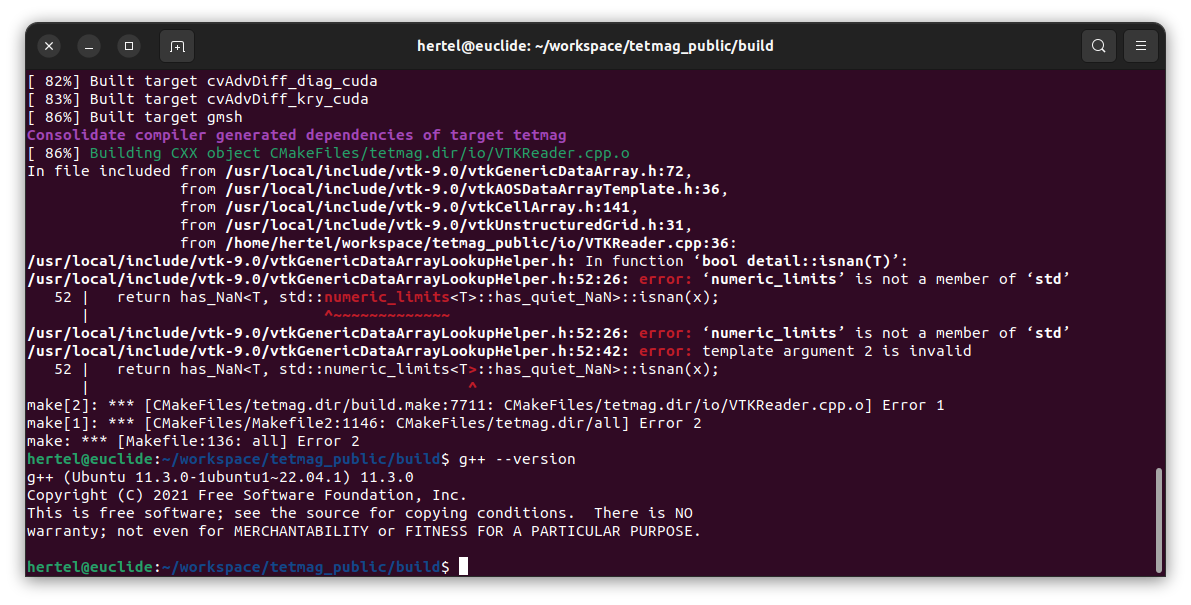 hertel@euclide: ~/workspace/tetmag_public/build
[ 82%] Built target cvAdvDiff_diag_cuda
[ 83%] Built target cvAdvDiff_kry_cuda
[ 86%] Built target gmsh
Consolidate compiler generated dependencies of target tetmag
[ 86%] Building CXX object CMakeFiles/tetmag.dir/io/VTKReader.cpp.o
In file included from /usr/local/include/vtk-9.0/vtkGenericDataArray.h:72,
                 from /usr/local/include/vtk-9.0/vtkAOSDataArrayTemplate.h:36,
                 from /usr/local/include/vtk-9.0/vtkCellArray.h:141,
                 from /usr/local/include/vtk-9.0/vtkUnstructuredGrid.h:31,
                 from /home/hertel/workspace/tetmag_public/io/VTKReader.cpp:36:
/usr/local/include/vtk-9.0/vtkGenericDataArrayLookupHelper.h: In function ‘bool detail::isnan(T)’:
/usr/local/include/vtk-9.0/vtkGenericDataArrayLookupHelper.h:52:26: error: ‘numeric_limits’ is not a member of ‘std’
   52 |   return has_NaN<T, std::numeric_limits<T>::has_quiet_NaN>::isnan(x);
      |                          ^~~~~~~~~~~~~~
/usr/local/include/vtk-9.0/vtkGenericDataArrayLookupHelper.h:52:26: error: ‘numeric_limits’ is not a member of ‘std’
/usr/local/include/vtk-9.0/vtkGenericDataArrayLookupHelper.h:52:42: error: template argument 2 is invalid
   52 |   return has_NaN<T, std::numeric_limits<T>::has_quiet_NaN>::isnan(x);
      |                                          ^
make[2]: *** [CMakeFiles/tetmag.dir/build.make:7711: CMakeFiles/tetmag.dir/io/VTKReader.cpp.o] Error 1
make[1]: *** [CMakeFiles/Makefile2:1146: CMakeFiles/tetmag.dir/all] Error 2
make: *** [Makefile:136: all] Error 2
hertel@euclide:~/workspace/tetmag_public/build$ g++ --version
g++ (Ubuntu 11.3.0-1ubuntu1~22.04.1) 11.3.0
Copyright (C) 2021 Free Software Foundation, Inc.
This is free software; see the source for copying conditions.  There is NO
warranty; not even for MERCHANTABILITY or FITNESS FOR A PARTICULAR PURPOSE.
hertel@euclide:~/workspace/tetmag_public/build$